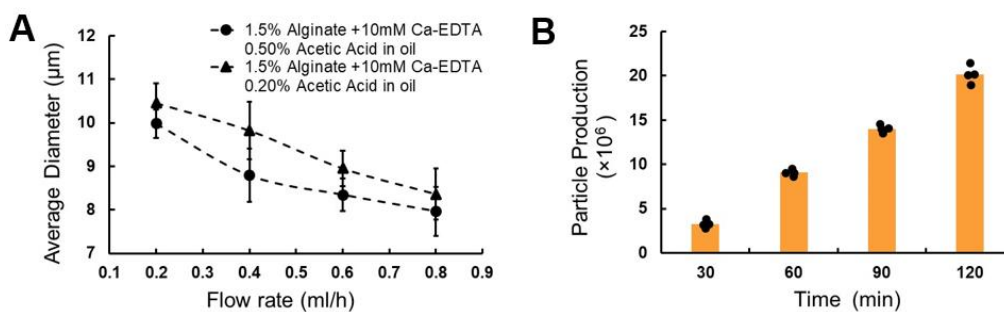 A
12
11
10
9
8
7
Average Diameter (µm)
1.5% Alginate +10mM Ca-EDTA
0.50% Acetic Acid in oil
1.5% Alginate +10mM Ca-EDTA
0.20% Acetic Acid in oil
0.1 0.2 0.3 0.4 0.5 0.6 0.7 0.8 0.9
Flow rate (ml/h)
B
25
20
15
10
5
0
Particle Production
(×10⁶)
30 60 90 120
Time (min)